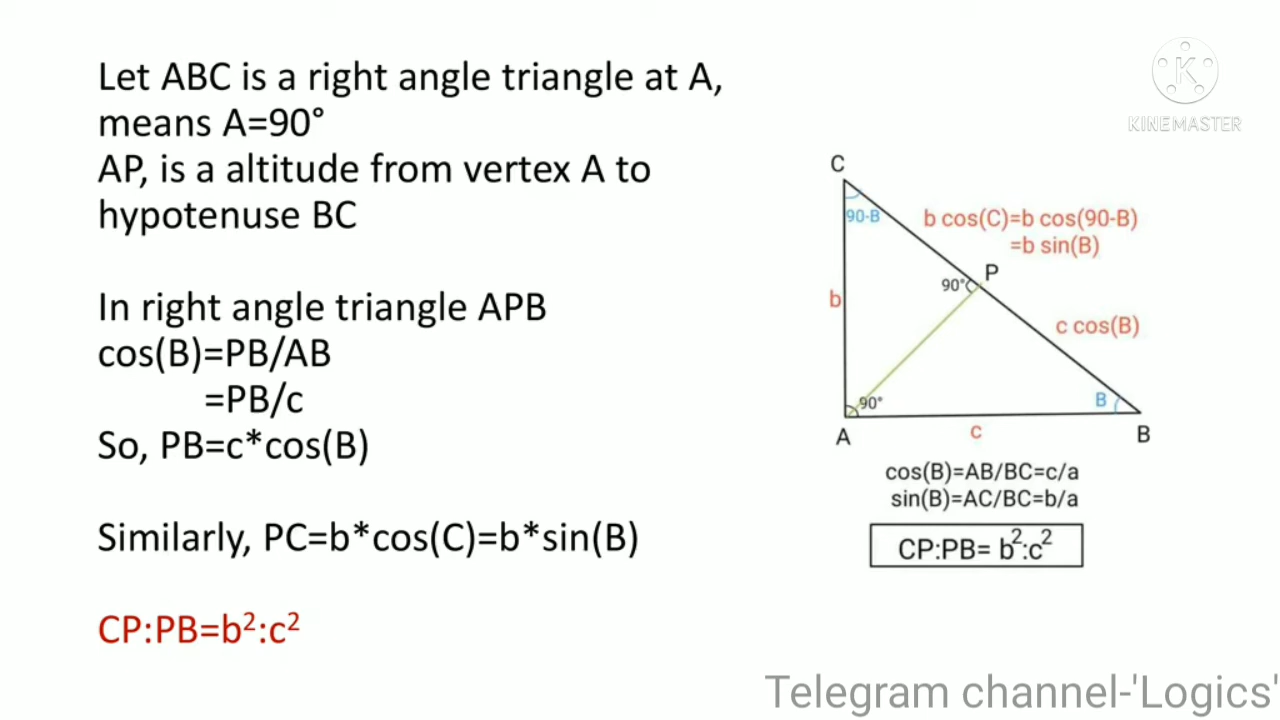 Let ABC is a right angle triangle at A,
means A=90°
AP, is a altitude from vertex A to
hypotenuse BC
In right angle triangle APB
cos(B)=PB/AB
=PB/c
So, PB=c*cos(B)
Similarly, PC=b*cos(C)=b*sin(B)
CP:PB=b²:c²
K
KINEMASTER
C
90-B
b cos(C)=b cos(90-B)
=b sin(B)
P
90°
b
c cos(B)
90°
B
A
c
B
cos(B)=AB/BC=c/a
sin(B)=AC/BC=b/a
CP:PB= b²:c²
Telegram channel-'Logics'